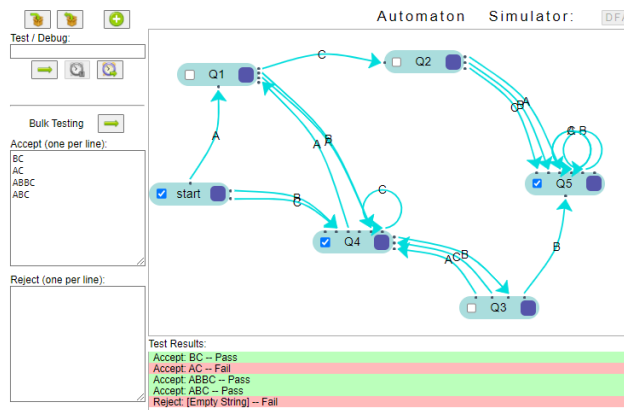 Automaton Simulator: DFA
Test / Debug:
Bulk Testing
Accept (one per line):
BC
AC
ABBC
ABC
Reject (one per line):
Q1
C
Q2
A
C
B
A
C
B
Q5
start
A
B
A
B
C
C
Q4
A
C
B
B
Q3
Test Results:
Accept: BC -- Pass
Accept: AC -- Fail
Accept: ABBC -- Pass
Accept: ABC -- Pass
Reject: [Empty String] -- Fail